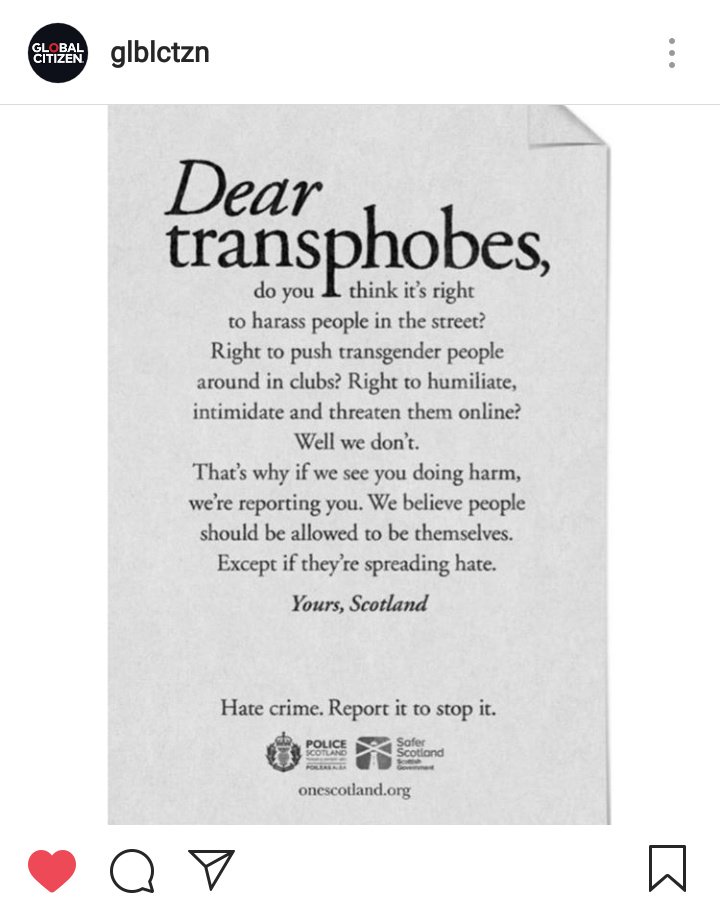 GLOBAL
CITIZEN
glblctzn
Dear
transphobes,
do you think it's right
to harass people in the street?
Right to push transgender people
around in clubs? Right to humiliate,
intimidate and threaten them online?
Well we don't.
That's why if we see you doing harm,
we're reporting you. We believe people
should be allowed to be themselves.
Except if they're spreading hate.
Yours, Scotland
Hate crime. Report it to stop it.
POLICE
SCOTLAND
POILEAS ALBA
Safer
Scotland
Scottish
Government
onescotland.org